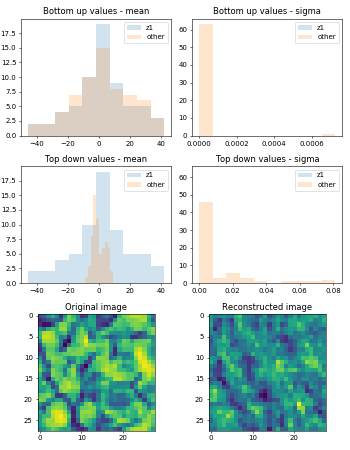 Bottom up values - mean
Bottom up values - sigma
z1
other
z1
other
17.5
15.0
12.5
10.0
7.5
5.0
2.5
0.0
−40 −20 0 20 40
60
50
40
30
20
10
0
0.0000 0.0002 0.0004 0.0006
Top down values - mean
Top down values - sigma
z1
other
z1
other
17.5
15.0
12.5
10.0
7.5
5.0
2.5
0.0
−40 −20 0 20 40
60
50
40
30
20
10
0
0.00 0.02 0.04 0.06 0.08
Original image
Reconstructed image
0
5
10
15
20
25
0 10 20
0
5
10
15
20
25
0 10 20